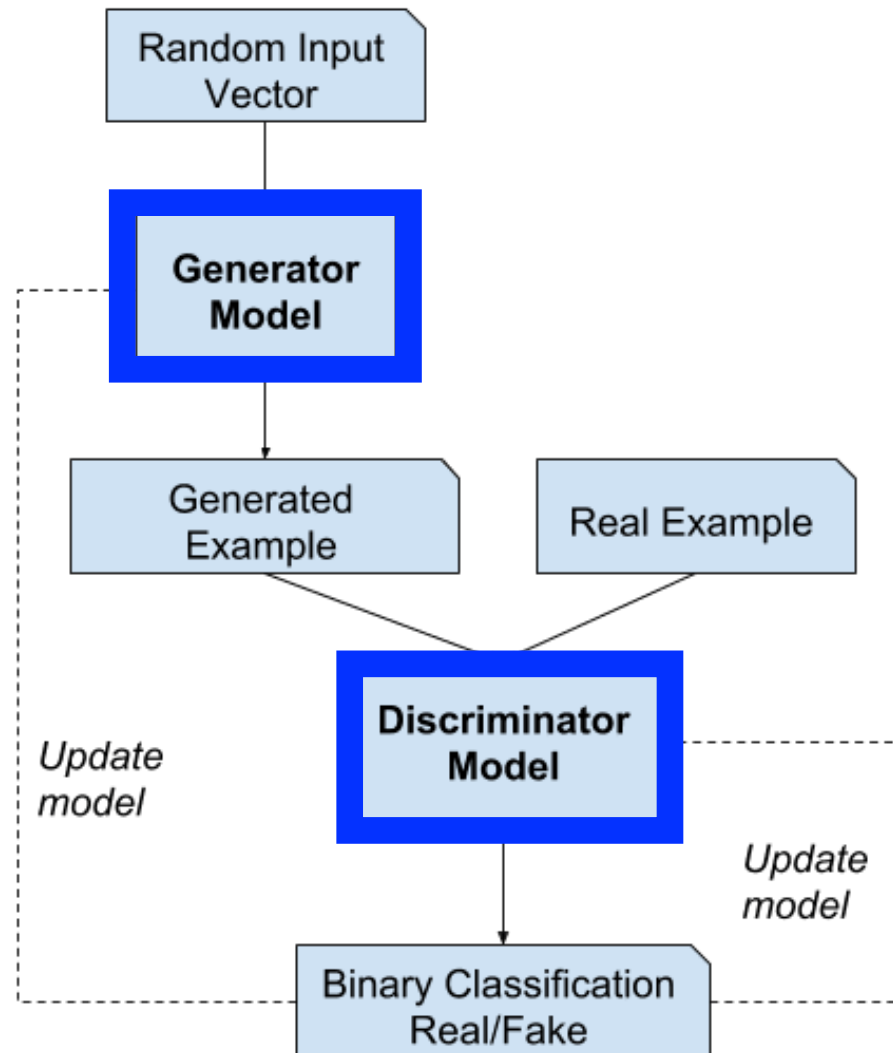 Random Input
Vector
Generator
Model
Generated
Example
Real Example
Discriminator
Model
Update
model
Update
model
Binary Classification
Real/Fake